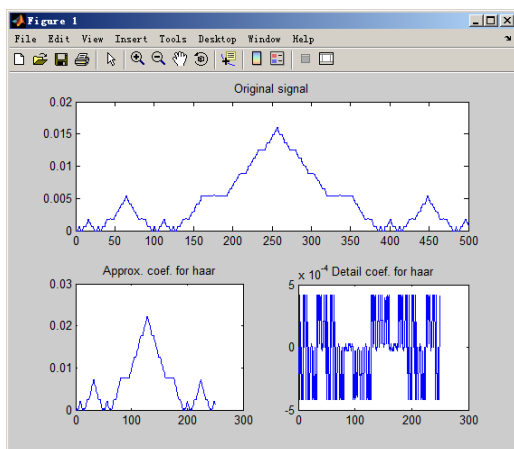 Figure 1
File Edit View Insert Tools Desktop Window Help
Original signal
0.02
0.015
0.01
0.005
0
0 50 100 150 200 250 300 350 400 450 500
Approx. coef. for haar
0.03
0.02
0.01
0
0 100 200 300
x 10^-4 Detail coef. for haar
5
0
-5
0 100 200 300